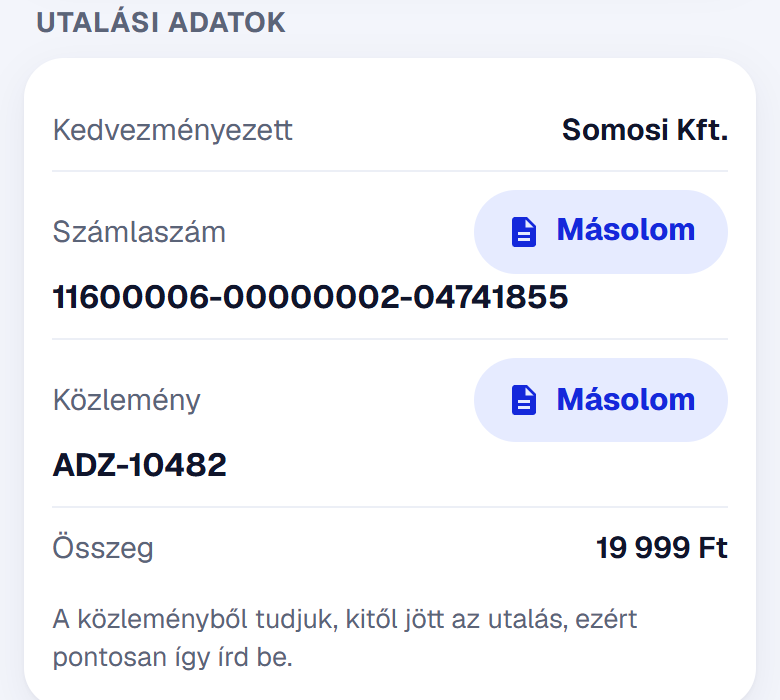 UTALÁSI ADATOK
Kedvezményezett Somosi Kft.
Számlaszám Másolom
11600006-00000002-04741855
Közlemény Másolom
ADZ-10482
Összeg 19 999 Ft
A közleményből tudjuk, kitől jött az utalás, ezért
pontosan így írd be.